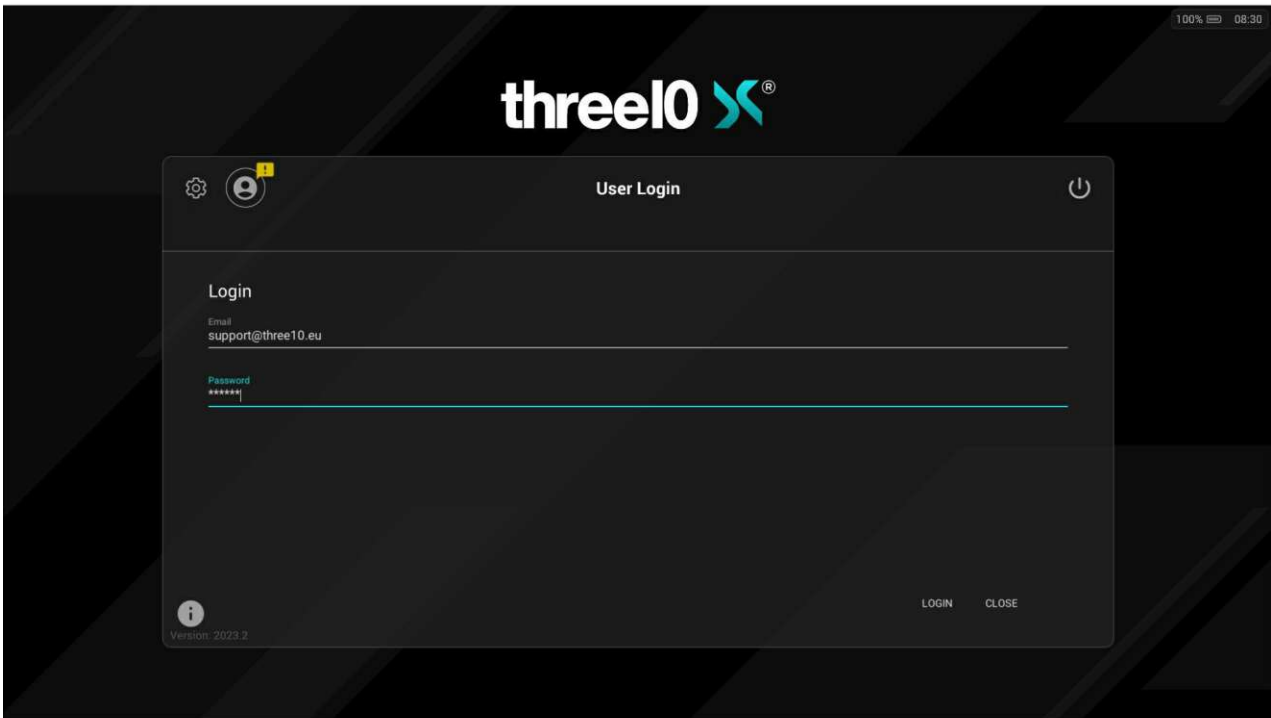 100% 08:30
three10 X®
User Login
Login
Email
support@three10.eu
Password
******
LOGIN CLOSE
Version: 2023.2